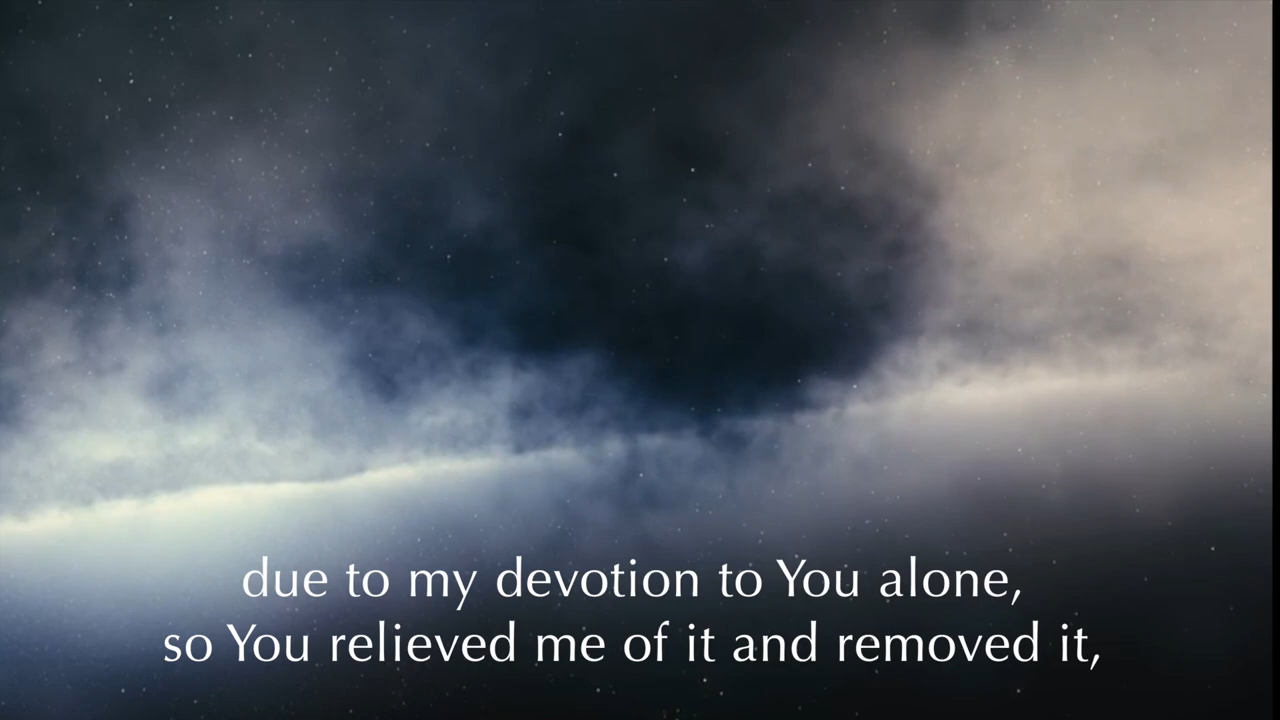 due to my devotion to You alone,
so You relieved me of it and removed it,